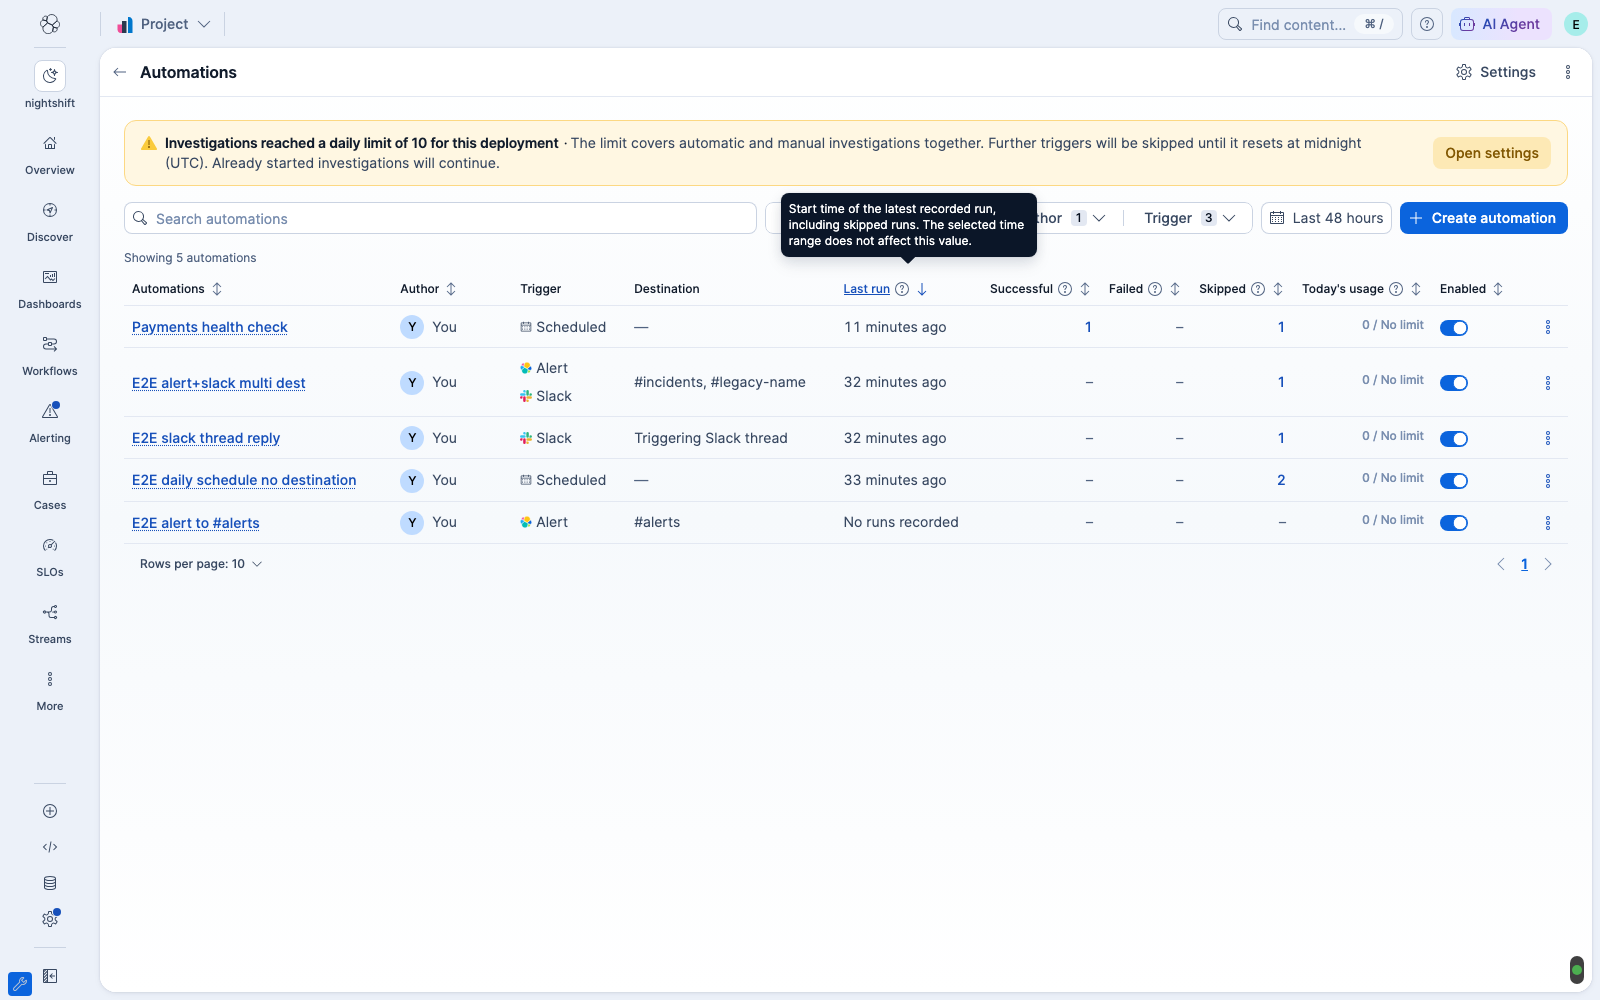 Project
Find content...
⌘ /
AI Agent
E
nightshift
Overview
Discover
Dashboards
Workflows
Alerting
Cases
SLOs
Streams
More
Automations
Settings
Investigations reached a daily limit of 10 for this deployment · The limit covers automatic and manual investigations together. Further triggers will be skipped until it resets at midnight
(UTC). Already started investigations will continue.
Open settings
Search automations
Start time of the latest recorded run,
including skipped runs. The selected time
range does not affect this value.
1
Trigger 3
Last 48 hours
Create automation
Showing 5 automations
Automations Author Trigger Destination Last run Successful Failed Skipped Today's usage Enabled
Payments health check Y You Scheduled — 11 minutes ago 1 – 1 0 / No limit
E2E alert+slack multi dest Y You Alert Slack #incidents, #legacy-name 32 minutes ago – – 1 0 / No limit
E2E slack thread reply Y You Slack Triggering Slack thread 32 minutes ago – – 1 0 / No limit
E2E daily schedule no destination Y You Scheduled — 33 minutes ago – – 2 0 / No limit
E2E alert to #alerts Y You Alert #alerts No runs recorded – – – 0 / No limit
Rows per page: 10
1